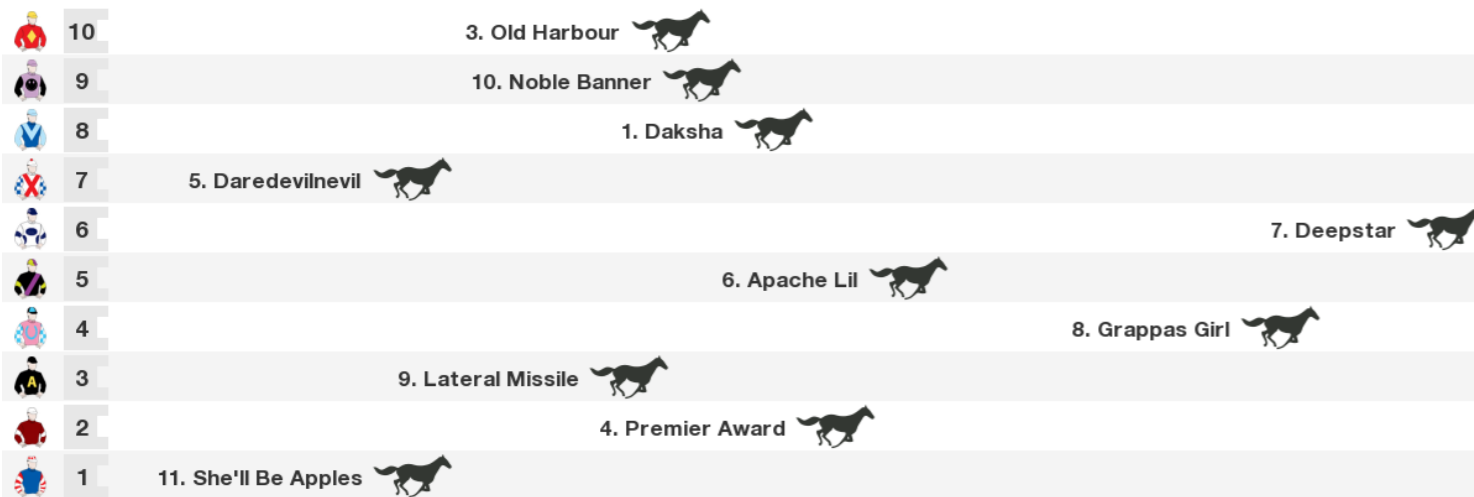 10 3. Old Harbour
9 10. Noble Banner
8 1. Daksha
7 5. Daredevilnevil
6 7. Deepstar
5 6. Apache Lil
4 8. Grappas Girl
A 3 9. Lateral Missile
2 4. Premier Award
1 11. She'll Be Apples